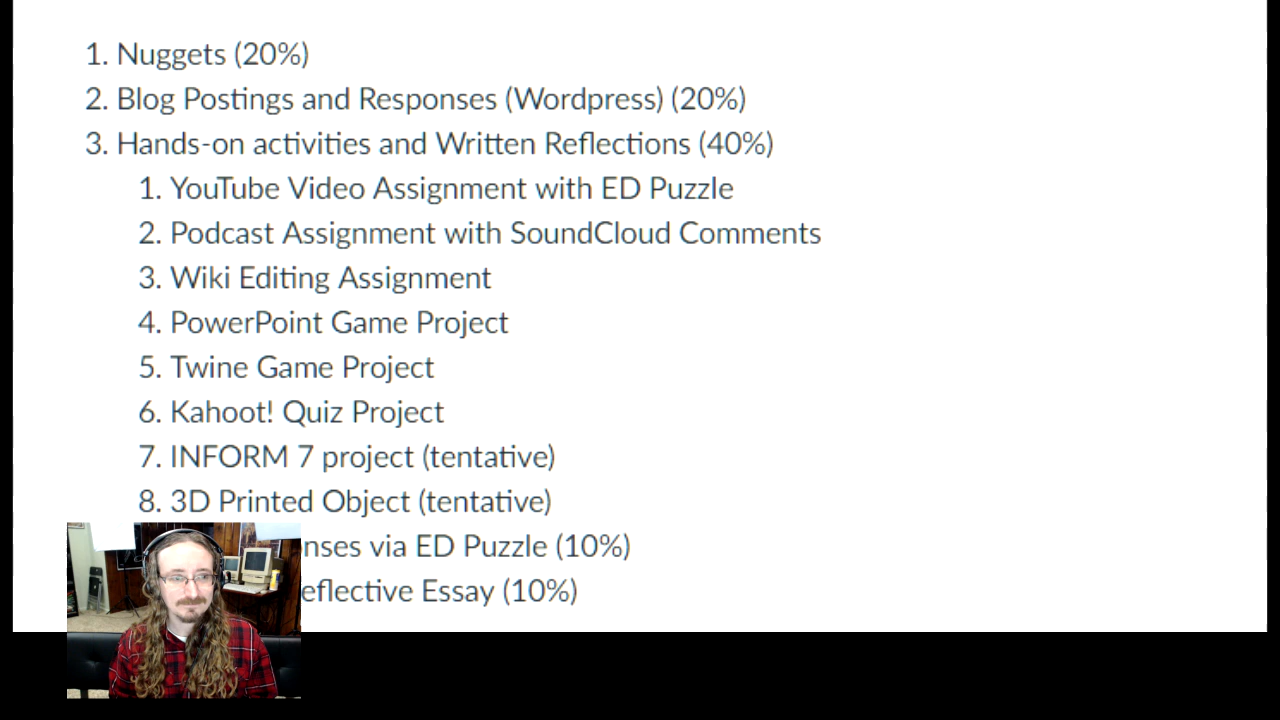 1. Nuggets (20%)
2. Blog Postings and Responses (Wordpress) (20%)
3. Hands-on activities and Written Reflections (40%)
1. YouTube Video Assignment with ED Puzzle
2. Podcast Assignment with SoundCloud Comments
3. Wiki Editing Assignment
4. PowerPoint Game Project
5. Twine Game Project
6. Kahoot! Quiz Project
7. INFORM 7 project (tentative)
8. 3D Printed Object (tentative)
nses via ED Puzzle (10%)
eflective Essay (10%)